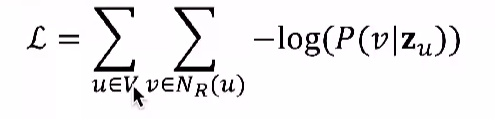 ℒ = ∑_{u∈V} ∑_{v∈N_R(u)} −log(P(v|𝐳_u))